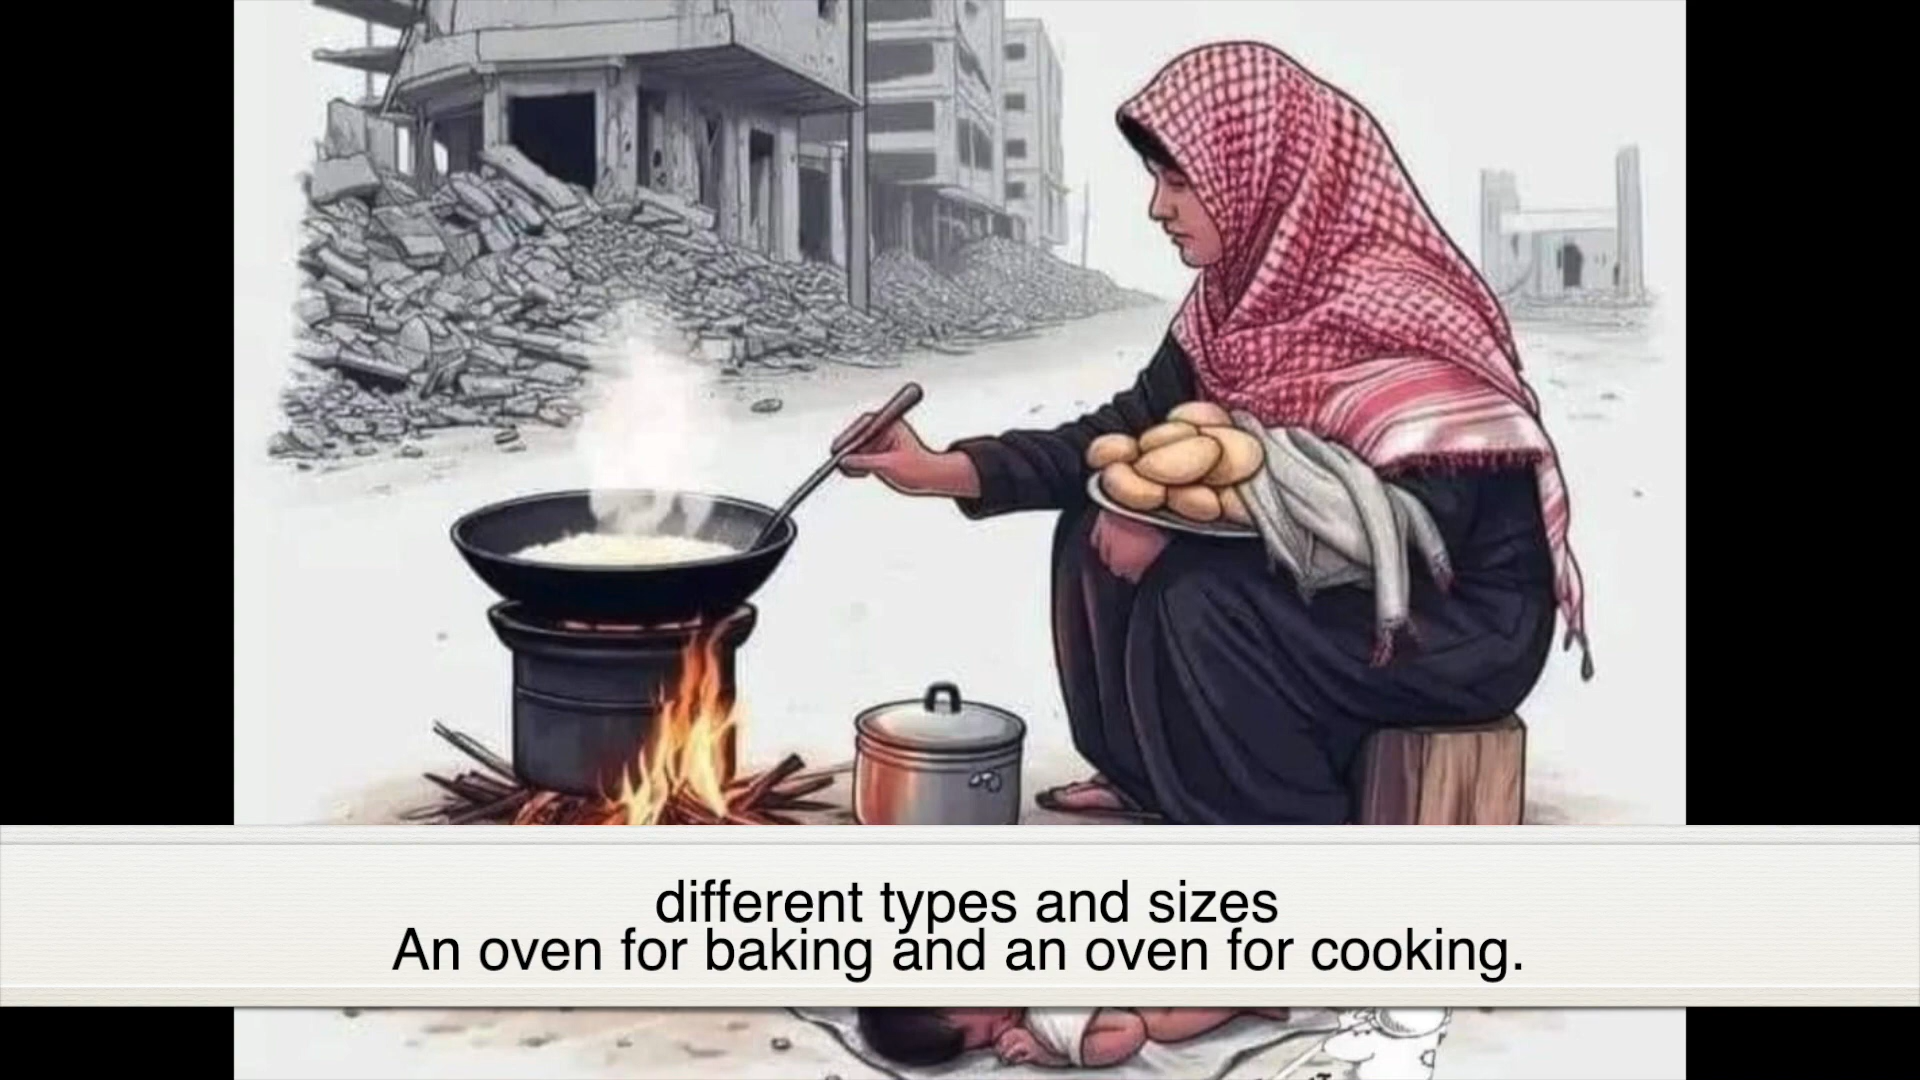 different types and sizes
An oven for baking and an oven for cooking.